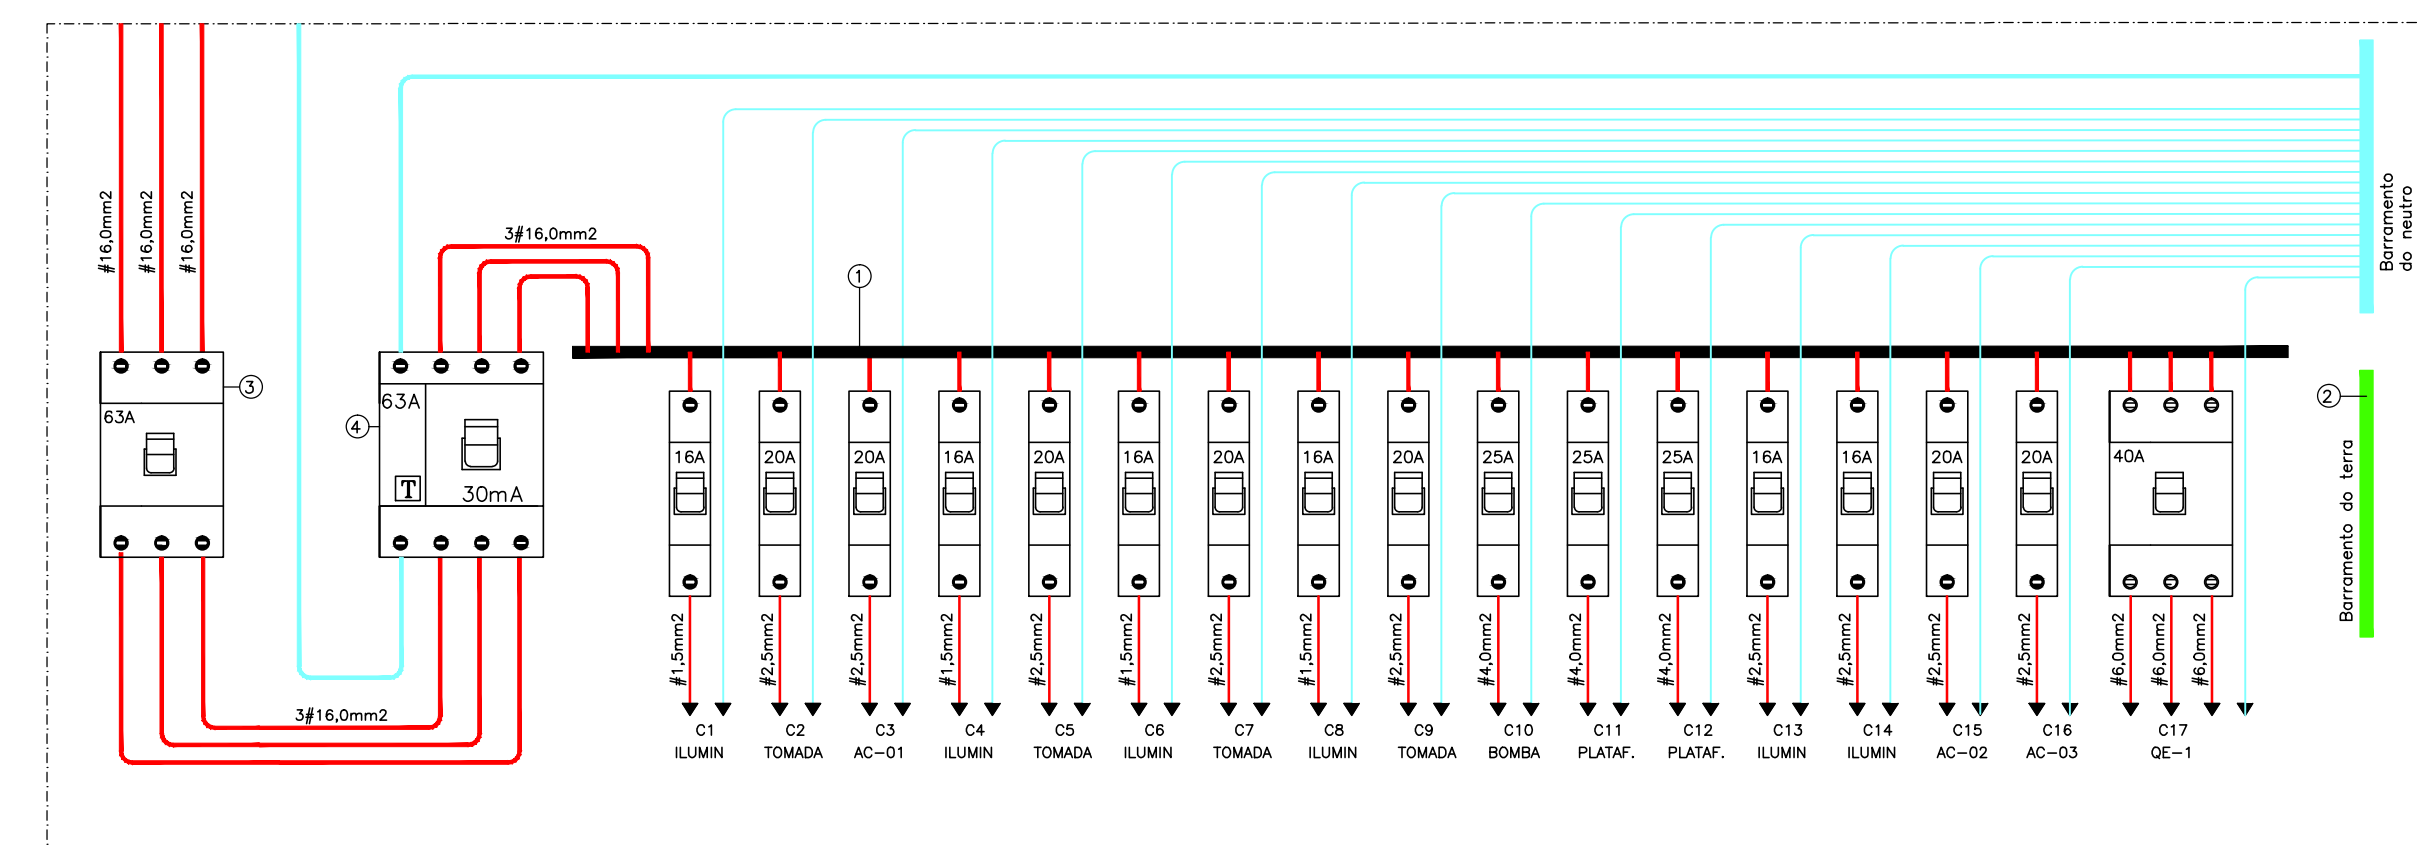 #16,0mm2
#16,0mm2
#16,0mm2
3#16,0mm2
1
Barramento
do neutro
3
63A
4
63A
T
30mA
2
Barramento do terra
16A
20A
20A
16A
20A
16A
20A
16A
20A
25A
25A
25A
16A
16A
20A
20A
40A
#1,5mm2
#2,5mm2
#2,5mm2
#1,5mm2
#2,5mm2
#1,5mm2
#2,5mm2
#1,5mm2
#2,5mm2
#4,0mm2
#4,0mm2
#4,0mm2
#2,5mm2
#2,5mm2
#2,5mm2
#2,5mm2
#6,0mm2
#6,0mm2
#6,0mm2
3#16,0mm2
C1
ILUMIN
C2
TOMADA
C3
AC-01
C4
ILUMIN
C5
TOMADA
C6
ILUMIN
C7
TOMADA
C8
ILUMIN
C9
TOMADA
C10
BOMBA
C11
PLATAF.
C12
PLATAF.
C13
ILUMIN
C14
ILUMIN
C15
AC-02
C16
AC-03
C17
QE-1